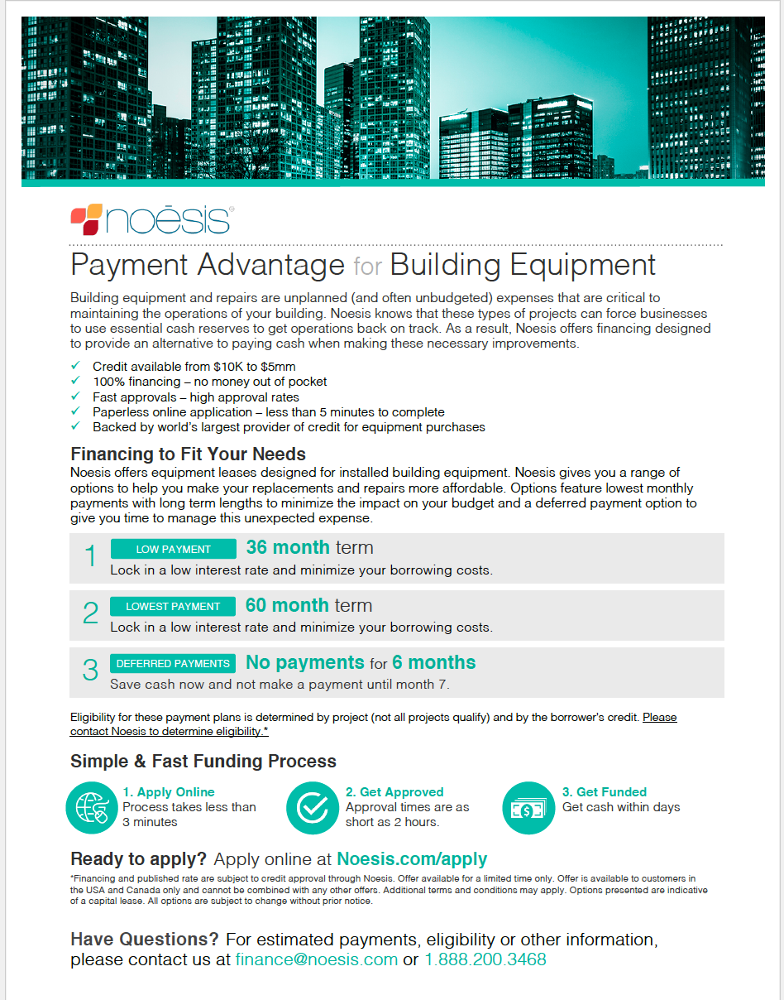 noēsis
Payment Advantage for Building Equipment
Building equipment and repairs are unplanned (and often unbudgeted) expenses that are critical to
maintaining the operations of your building. Noesis knows that these types of projects can force businesses
to use essential cash reserves to get operations back on track. As a result, Noesis offers financing designed
to provide an alternative to paying cash when making these necessary improvements.
✓ Credit available from $10K to $5mm
✓ 100% financing – no money out of pocket
✓ Fast approvals – high approval rates
✓ Paperless online application – less than 5 minutes to complete
✓ Backed by world's largest provider of credit for equipment purchases
Financing to Fit Your Needs
Noesis offers equipment leases designed for installed building equipment. Noesis gives you a range of
options to help you make your replacements and repairs more affordable. Options feature lowest monthly
payments with long term lengths to minimize the impact on your budget and a deferred payment option to
give you time to manage this unexpected expense.
1 LOW PAYMENT 36 month term
Lock in a low interest rate and minimize your borrowing costs.
2 LOWEST PAYMENT 60 month term
Lock in a low interest rate and minimize your borrowing costs.
3 DEFERRED PAYMENTS No payments for 6 months
Save cash now and not make a payment until month 7.
Eligibility for these payment plans is determined by project (not all projects qualify) and by the borrower's credit. Please
contact Noesis to determine eligibility.*
Simple & Fast Funding Process
1. Apply Online
Process takes less than
3 minutes
2. Get Approved
Approval times are as
short as 2 hours.
$
3. Get Funded
Get cash within days
Ready to apply? Apply online at Noesis.com/apply
*Financing and published rate are subject to credit approval through Noesis. Offer available for a limited time only. Offer is available to customers in
the USA and Canada only and cannot be combined with any other offers. Additional terms and conditions may apply. Options presented are indicative
of a capital lease. All options are subject to change without prior notice.
Have Questions? For estimated payments, eligibility or other information,
please contact us at finance@noesis.com or 1.888.200.3468